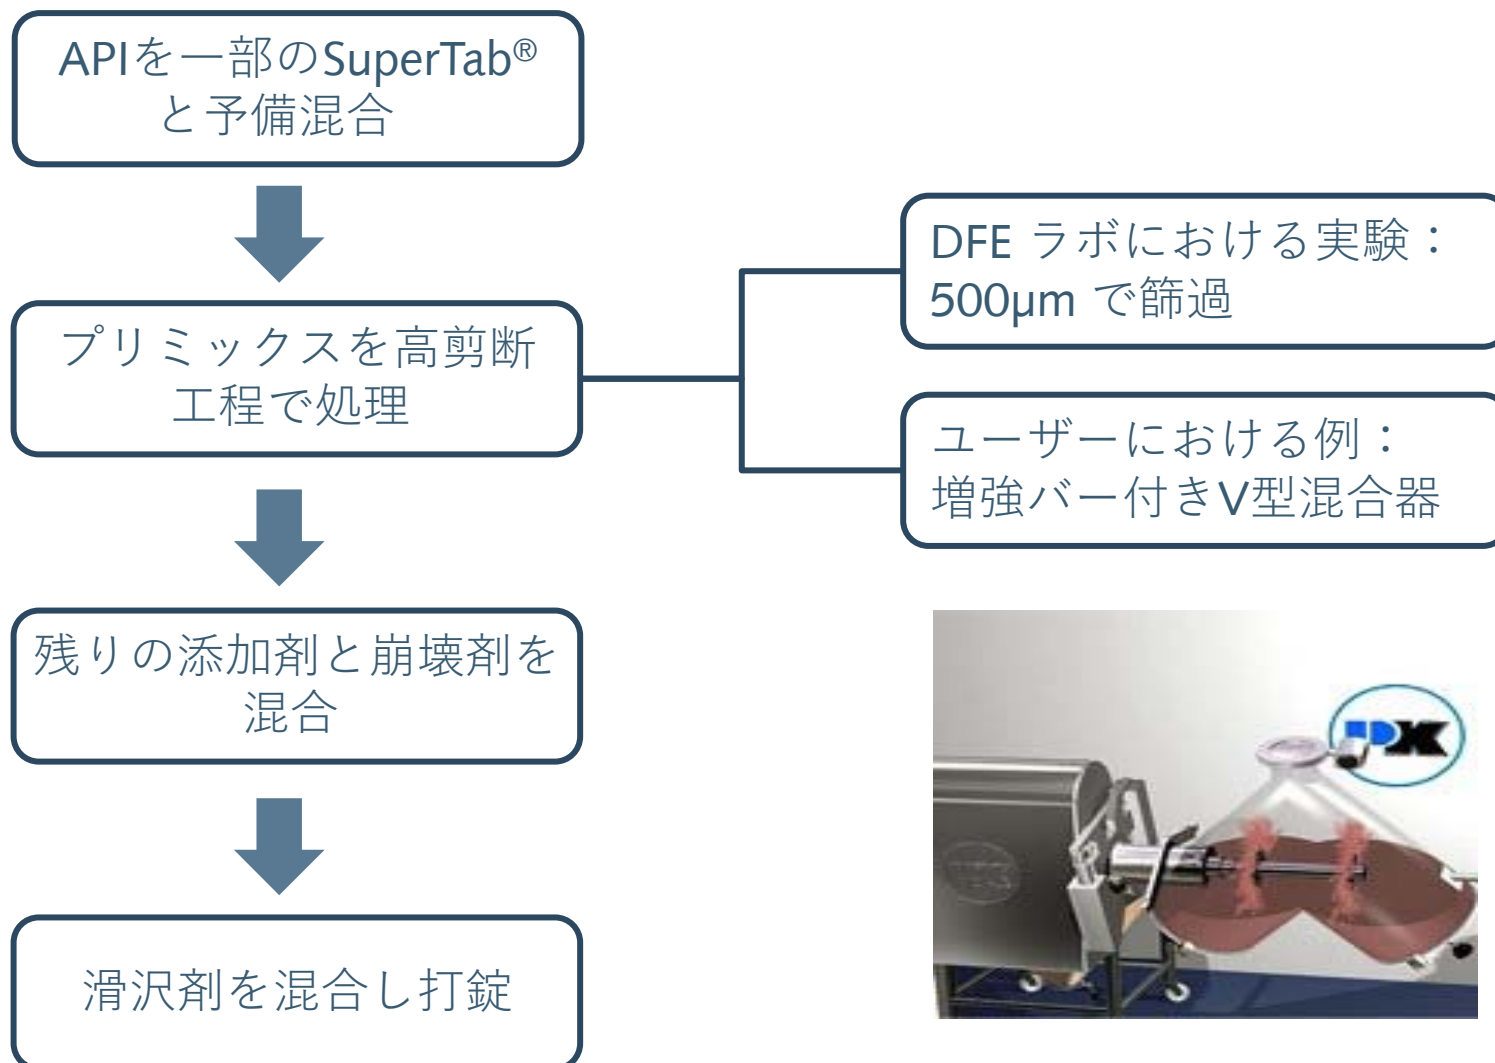 APIを一部のSuperTab®
と予備混合
プリミックスを高剪断
工程で処理
DFE ラボにおける実験：
500μm で篩過
ユーザーにおける例：
増強バー付きV型混合器
残りの添加剤と崩壊剤を
混合
滑沢剤を混合し打錠
PK